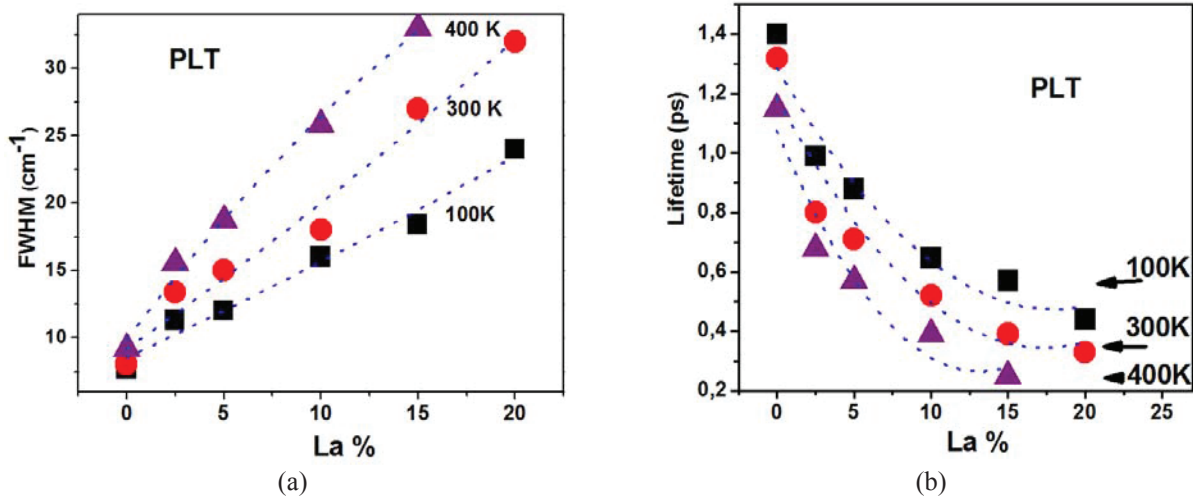 PLT
400 K
300 K
100K
FWHM (cm-1)
30
25
20
15
10
0 5 10 15 20
La %
(a)
PLT
100K
300K
400K
Lifetime (ps)
1,4
1,2
1,0
0,8
0,6
0,4
0,2
0 5 10 15 20 25
La %
(b)